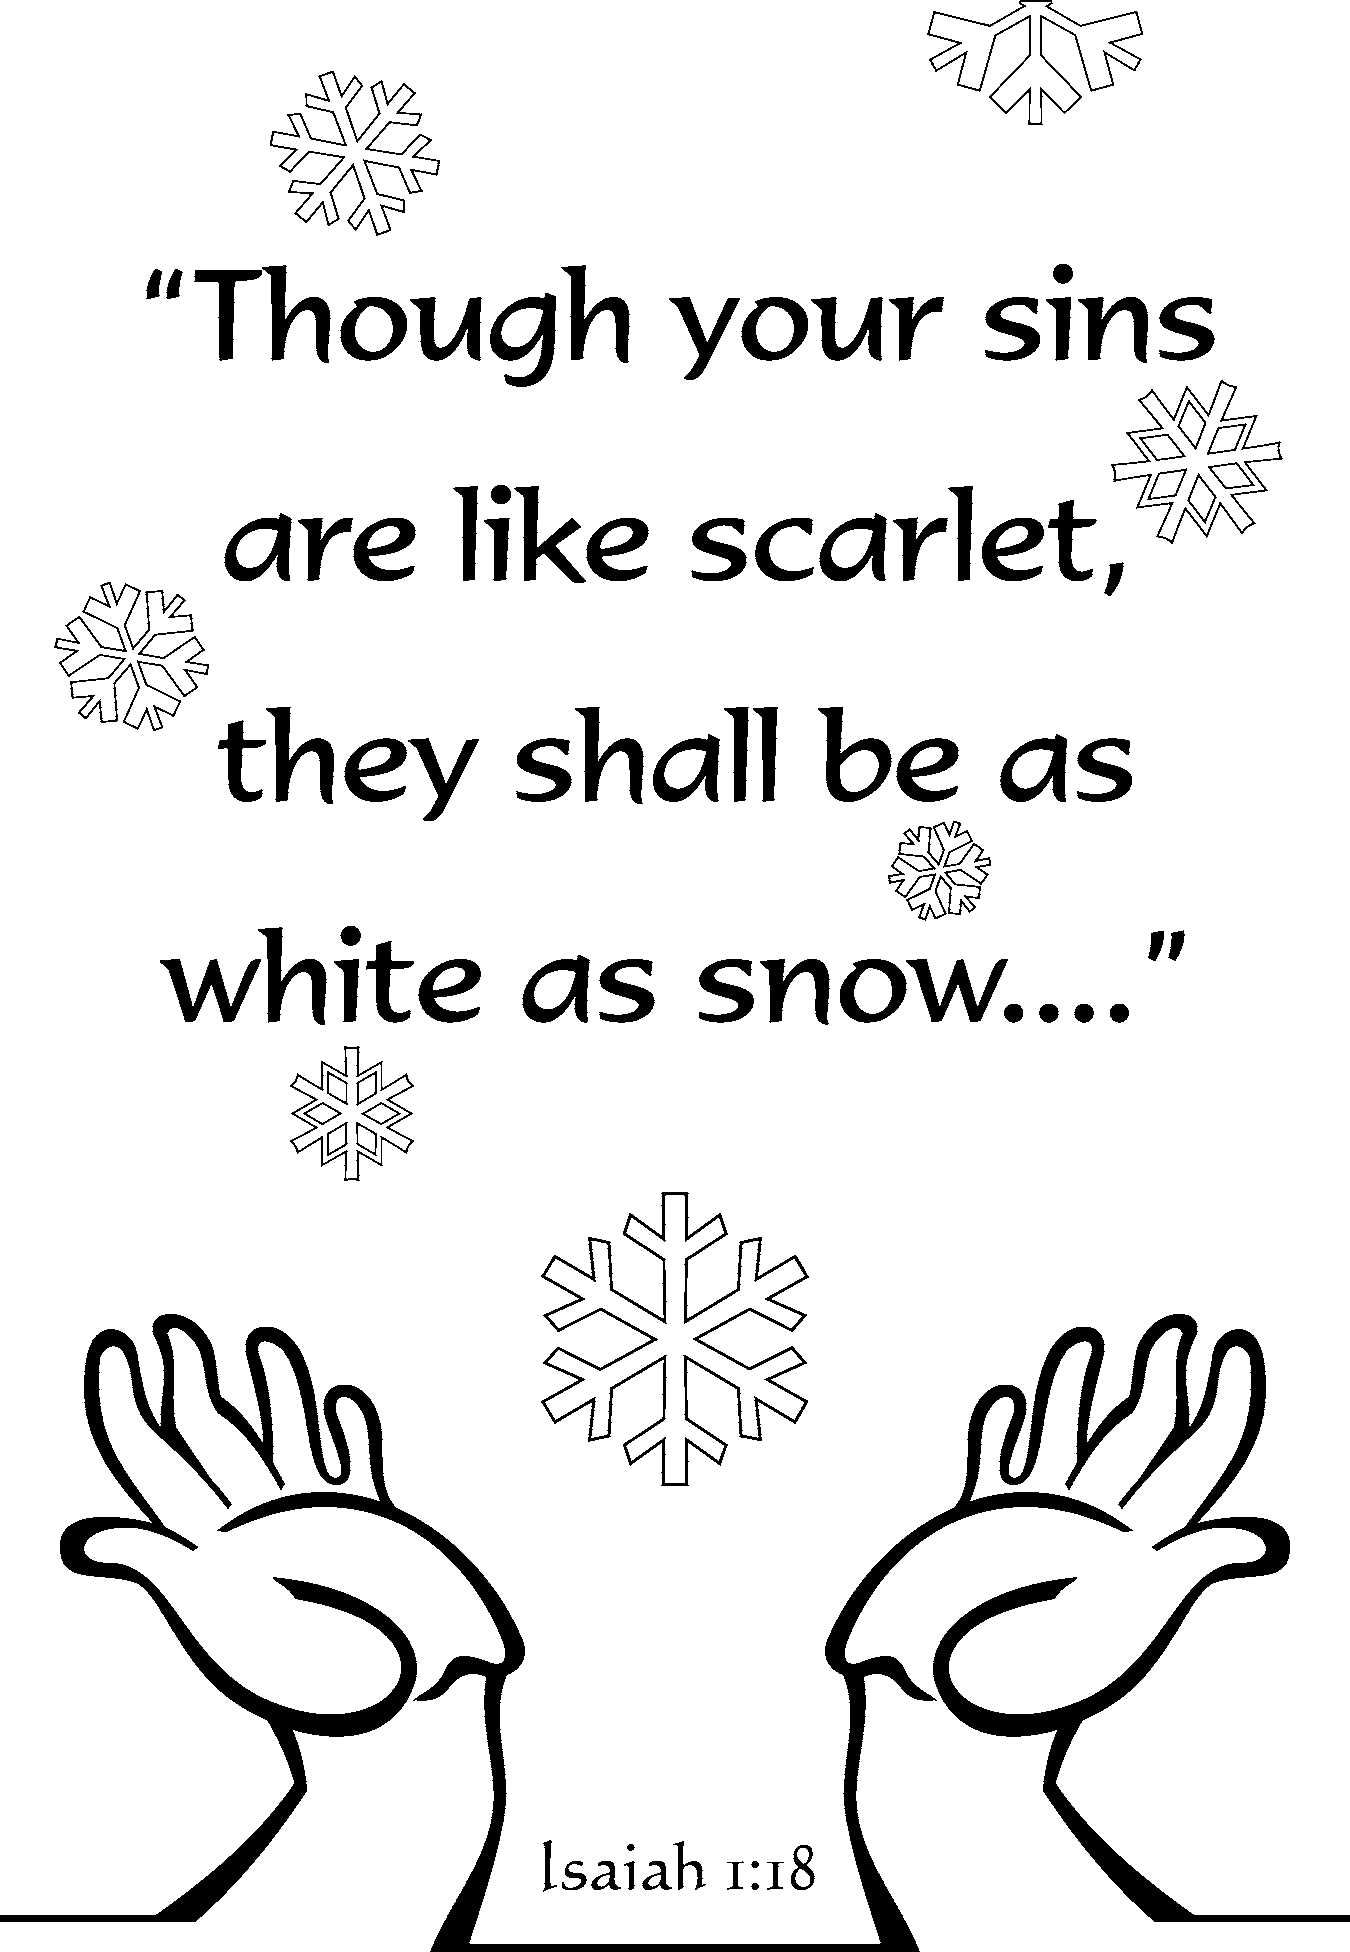 “Though your sins
are like scarlet,
they shall be as
white as snow....”
Isaiah 1:18